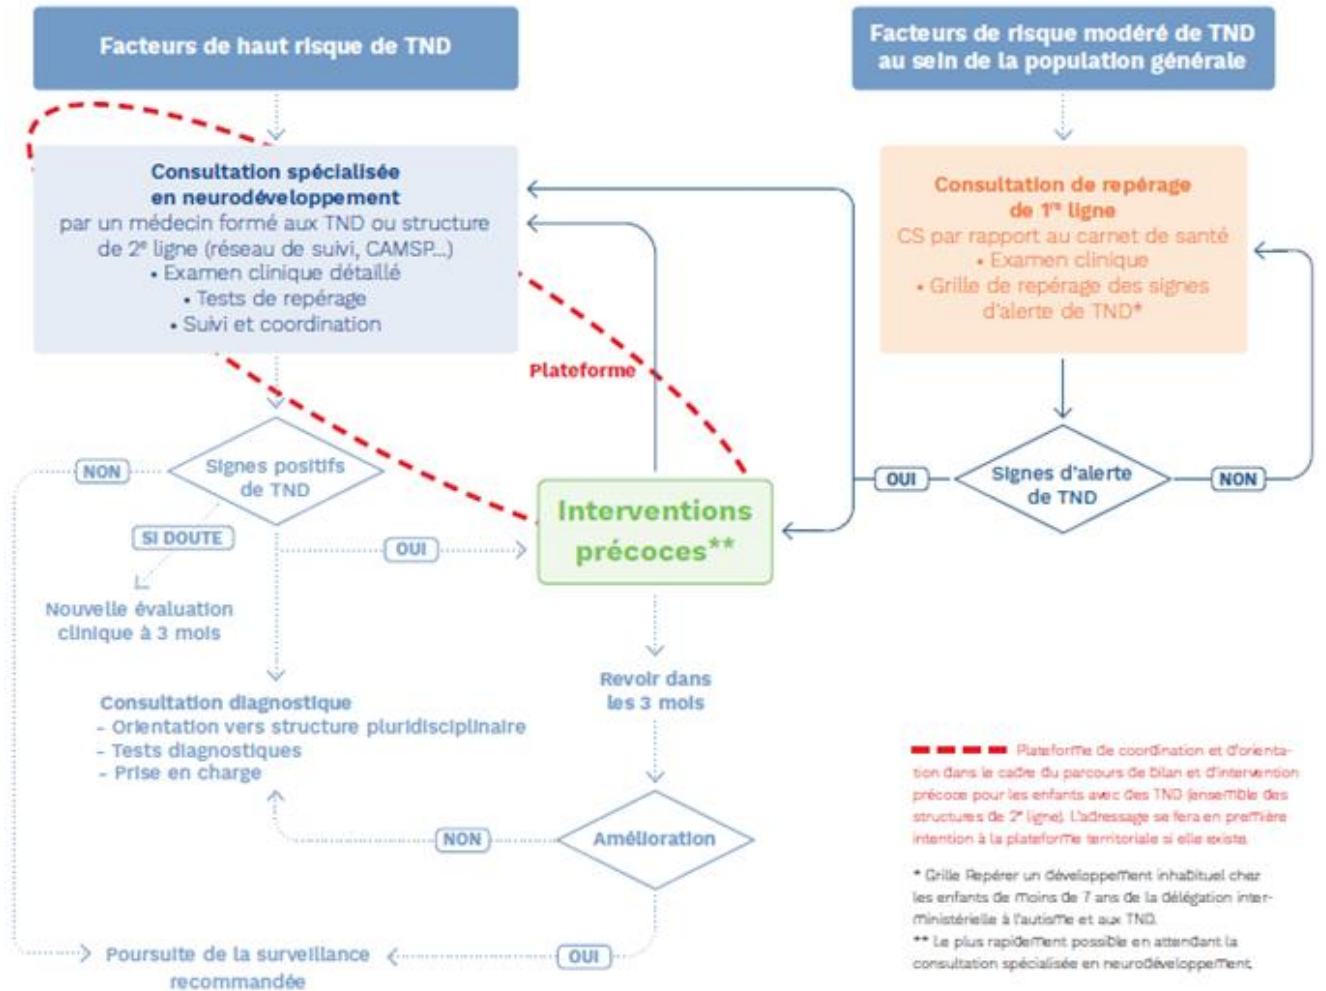 Facteurs de haut risque de TND
Facteurs de risque modéré de TND
au sein de la population générale
Consultation spécialisée
en neurodéveloppement
par un médecin formé aux TND ou structure
de 2e ligne (réseau de suivi, CAMSP...)
• Examen clinique détaillé
• Tests de repérage
• Suivi et coordination
Consultation de repérage
de 1re ligne
CS par rapport au carnet de santé
• Examen clinique
• Grille de repérage des signes
d'alerte de TND*
Plateforme
NON
Signes positifs
de TND
SI DOUTE
OUI
Nouvelle évaluation
clinique à 3 mois
Interventions
précoces**
OUI
Signes d'alerte
de TND
NON
Consultation diagnostique
- Orientation vers structure pluridisciplinaire
- Tests diagnostiques
- Prise en charge
Revoir dans
les 3 mois
NON
Amélioration
OUI
Poursuite de la surveillance
recommandée
Plateforme de coordination et d'orienta-
tion dans le cadre du parcours de bilan et d'intervention
précoce pour les enfants avec des TND (ensemble des
structures de 2e ligne). L'adressage se fera en première
intention à la plateforme territoriale si elle existe.
* Grille Repérer un développement inhabituel chez
les enfants de moins de 7 ans de la délégation inter-
ministérielle à l'autisme et aux TND.
** Le plus rapidement possible en attendant la
consultation spécialisée en neurodéveloppement.